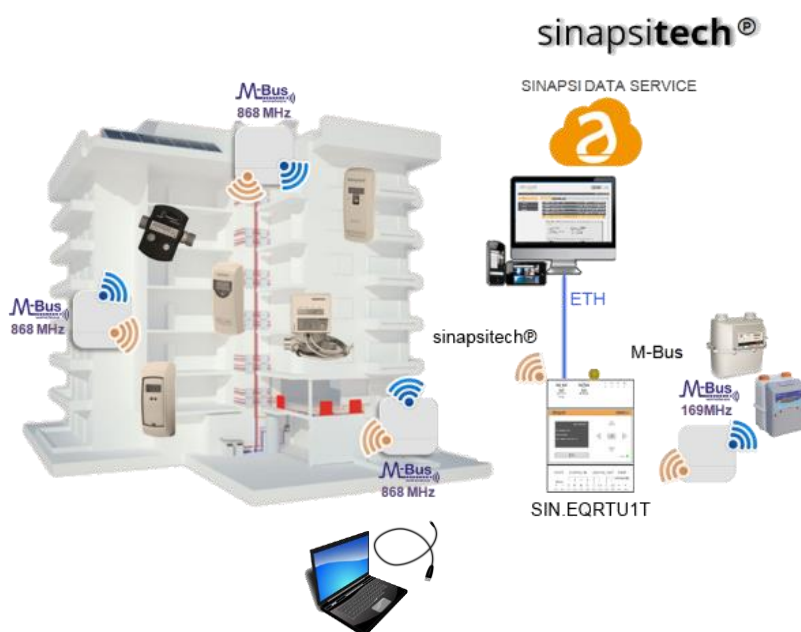 sinapsitech ℗
SINAPSI DATA SERVICE
a
M-Bus
868 MHz
ETH
M-Bus
868 MHz
sinapsitech®
M-Bus
M-Bus
169MHz
M-Bus
868 MHz
SIN.EQRTU1T